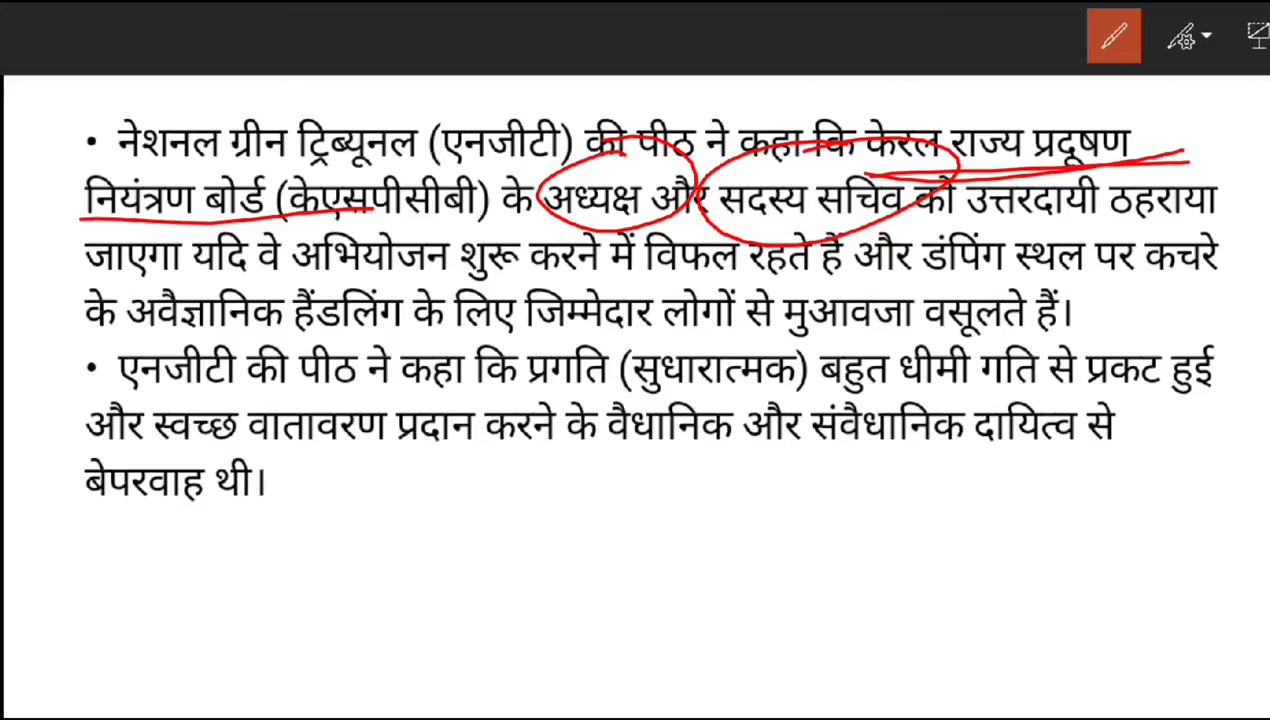 • नेशनल ग्रीन ट्रिब्यूनल (एनजीटी) की पीठ ने कहा कि केरल राज्य प्रदूषण
नियंत्रण बोर्ड (केएसपीसीबी) के अध्यक्ष और सदस्य सचिव को उत्तरदायी ठहराया
जाएगा यदि वे अभियोजन शुरू करने में विफल रहते हैं और डंपिंग स्थल पर कचरे
के अवैज्ञानिक हैंडलिंग के लिए जिम्मेदार लोगों से मुआवजा वसूलते हैं।
• एनजीटी की पीठ ने कहा कि प्रगति (सुधारात्मक) बहुत धीमी गति से प्रकट हुई
और स्वच्छ वातावरण प्रदान करने के वैधानिक और संवैधानिक दायित्व से
बेपरवाह थी।